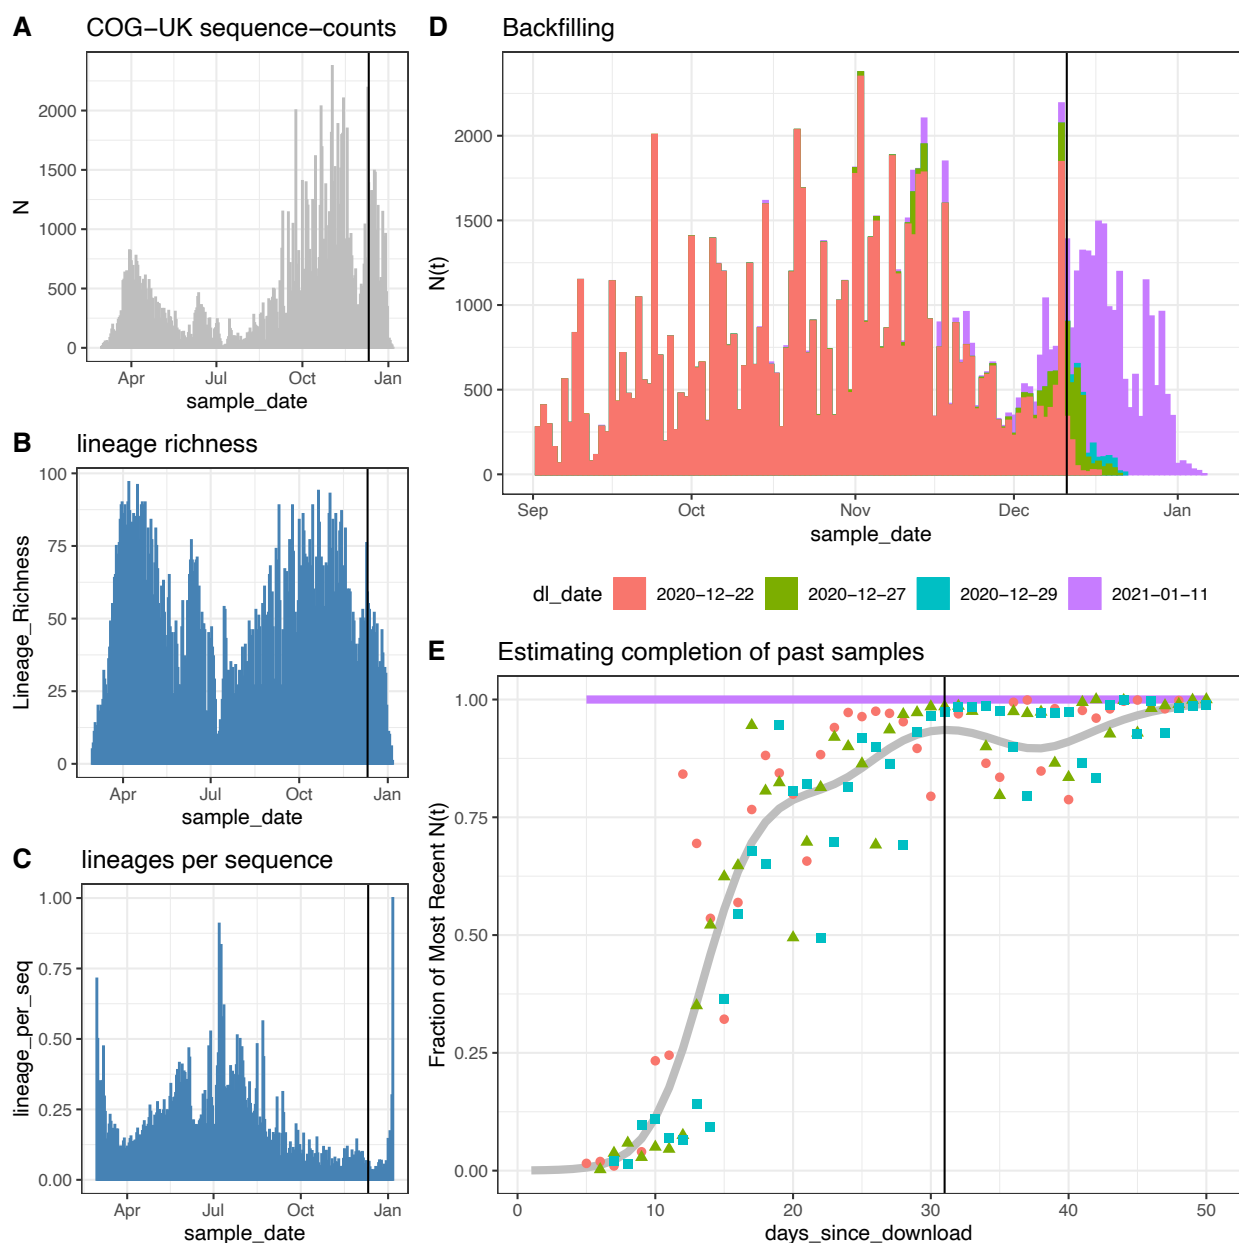 A COG−UK sequence−counts
N
2000
1500
1000
500
0
Apr Jul Oct Jan
sample_date
B lineage richness
Lineage_Richness
100
75
50
25
0
Apr Jul Oct Jan
sample_date
C lineages per sequence
lineage_per_seq
1.00
0.75
0.50
0.25
0.00
Apr Jul Oct Jan
sample_date
D Backfilling
N(t)
2000
1500
1000
500
0
Sep Oct Nov Dec Jan
sample_date
dl_date 2020−12−22 2020−12−27 2020−12−29 2021−01−11
E Estimating completion of past samples
Fraction of Most Recent N(t)
1.00
0.75
0.50
0.25
0.00
0 10 20 30 40 50
days_since_download